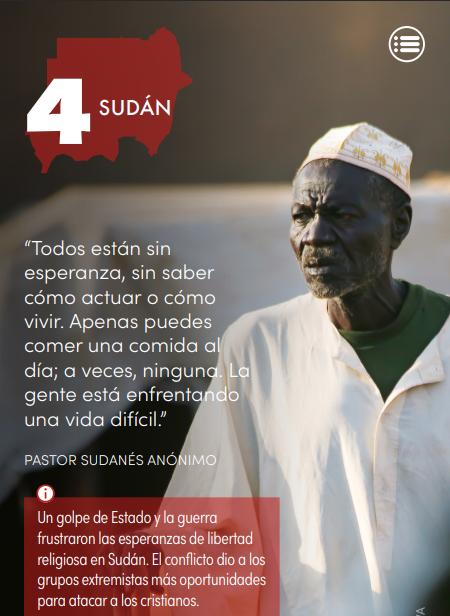 4 SUDÁN
“Todos están sin
esperanza, sin saber
cómo actuar o cómo
vivir. Apenas puedes
comer una comida al
día; a veces, ninguna. La
gente está enfrentando
una vida difícil.”
PASTOR SUDANÉS ANÓNIMO
i
Un golpe de Estado y la guerra
frustraron las esperanzas de libertad
religiosa en Sudán. El conflicto dio a los
grupos extremistas más oportunidades
para atacar a los cristianos.